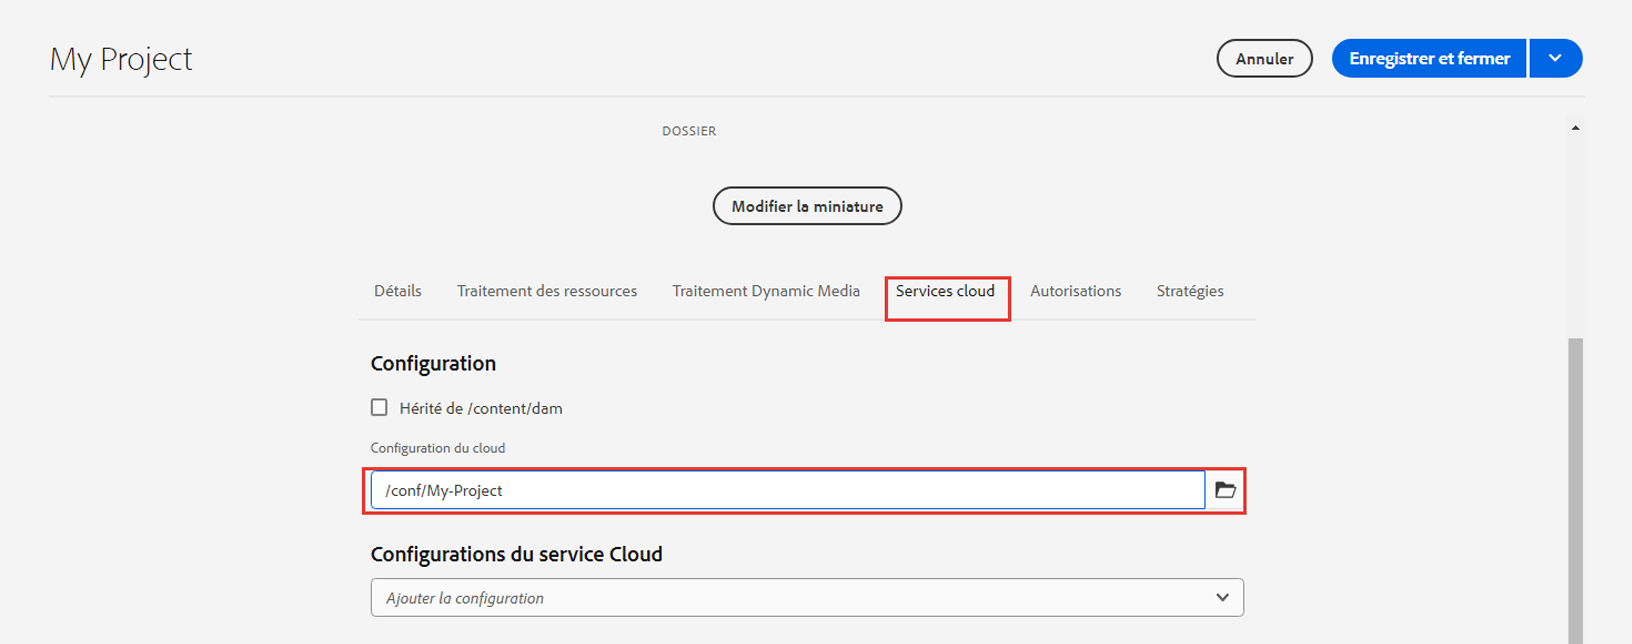 My Project
Annuler
Enregistrer et fermer
DOSSIER
Modifier la miniature
Détails Traitement des ressources Traitement Dynamic Media Services cloud Autorisations Stratégies
Configuration
Hérité de /content/dam
Configuration du cloud
/conf/My-Project
Configurations du service Cloud
Ajouter la configuration